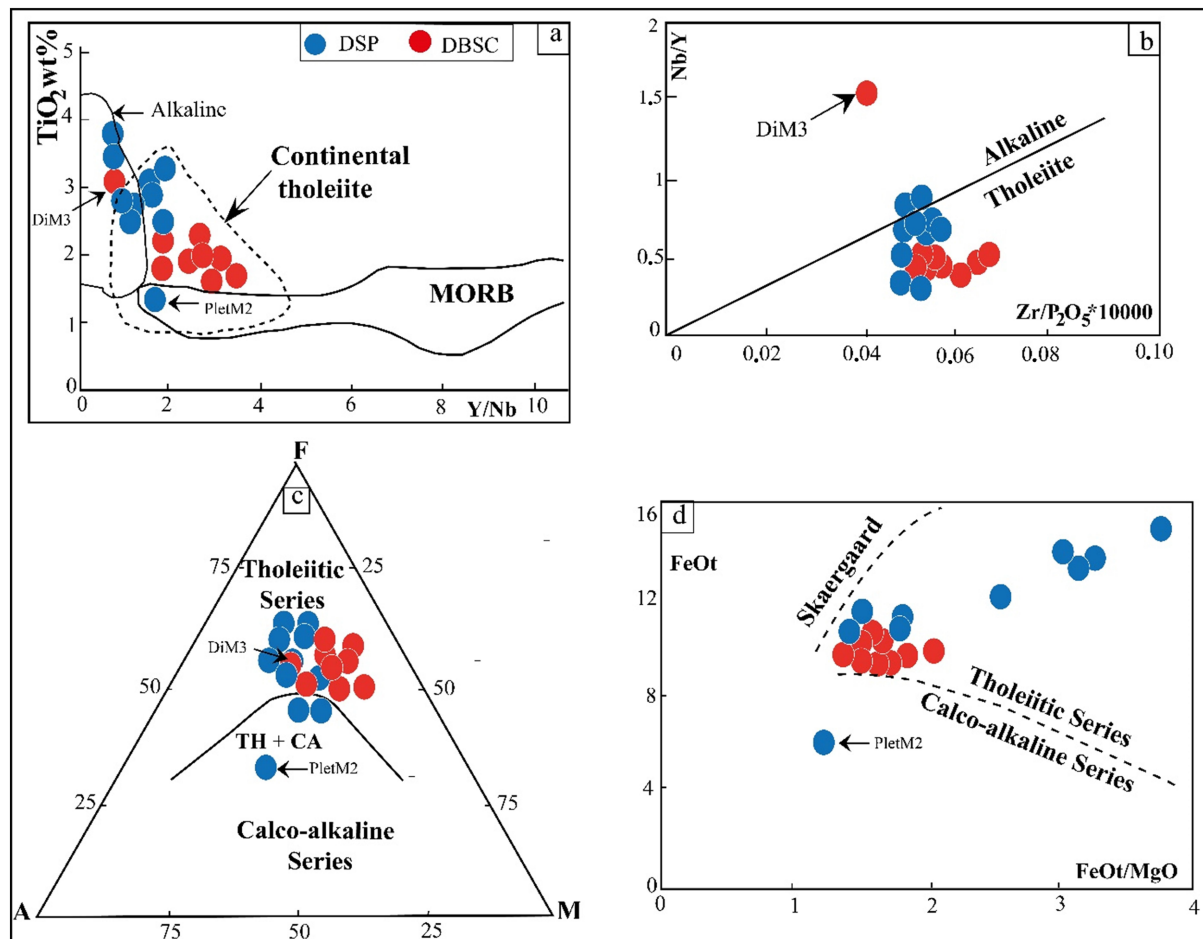 a
DSP DBSC
TiO2 wt%
5
4
3
2
1
0
Alkaline
Continental
tholeiite
DiM3
MORB
PletM2
0 2 4 6 8 10
Y/Nb
b
Nb/Y
2
1.5
1
0.5
0
DiM3
Alkaline
Tholeiite
Zr/P2O5*10000
0 0.02 0.04 0.06 0.08 0.10
F
c
75 25
Tholeiitic
Series
DiM3
50 50
TH + CA
PletM2
25 75
Calco-alkaline
Series
A M
75 50 25
d
16
FeOt
12
8
4
0
Skaergaard
Tholeiitic Series
Calco-alkaline Series
PletM2
FeOt/MgO
1 2 3 4